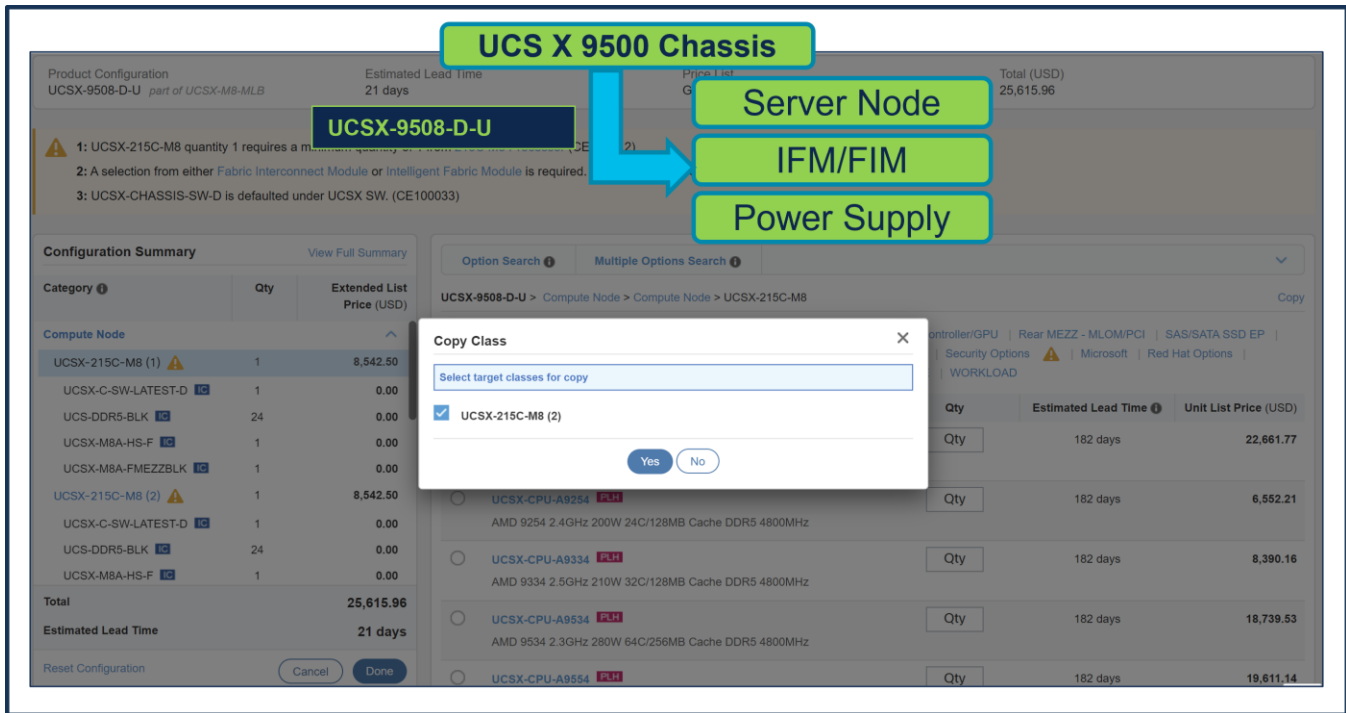 UCS X 9500 Chassis
Server Node
IFM/FIM
Power Supply
UCSX-9508-D-U
Product Configuration
UCSX-9508-D-U part of UCSX-M8-MLB
Estimated Lead Time
21 days
Price List
G
Total (USD)
25,615.96
1: UCSX-215C-M8 quantity 1 requires a
2: A selection from either Fabric Interconnect Module or Intelligent Fabric Module is required.
3: UCSX-CHASSIS-SW-D is defaulted under UCSX SW. (CE100033)
Configuration Summary View Full Summary
Category Qty Extended List Price (USD)
Compute Node
UCSX-215C-M8 (1) 1 8,542.50
UCSX-C-SW-LATEST-D IC 1 0.00
UCS-DDR5-BLK IC 24 0.00
UCSX-M8A-HS-F IC 1 0.00
UCSX-M8A-FMEZZBLK IC 1 0.00
UCSX-215C-M8 (2) 1 8,542.50
UCSX-C-SW-LATEST-D IC 1 0.00
UCS-DDR5-BLK IC 24 0.00
UCSX-M8A-HS-F IC 1 0.00
Total 25,615.96
Estimated Lead Time 21 days
Reset Configuration Cancel Done
Option Search Multiple Options Search
UCSX-9508-D-U > Compute Node > Compute Node > UCSX-215C-M8 Copy
ontroller/GPU | Rear MEZZ - MLOM/PCI | SAS/SATA SSD EP |
| Security Options | Microsoft | Red Hat Options |
| WORKLOAD
Copy Class
Select target classes for copy
UCSX-215C-M8 (2)
Yes No
Qty Estimated Lead Time Unit List Price (USD)
Qty 182 days 22,661.77
UCSX-CPU-A9254 PLH Qty 182 days 6,552.21
AMD 9254 2.4GHz 200W 24C/128MB Cache DDR5 4800MHz
UCSX-CPU-A9334 PLH Qty 182 days 8,390.16
AMD 9334 2.5GHz 210W 32C/128MB Cache DDR5 4800MHz
UCSX-CPU-A9534 PLH Qty 182 days 18,739.53
AMD 9534 2.3GHz 280W 64C/256MB Cache DDR5 4800MHz
UCSX-CPU-A9554 PLH Qty 182 days 19,611.14